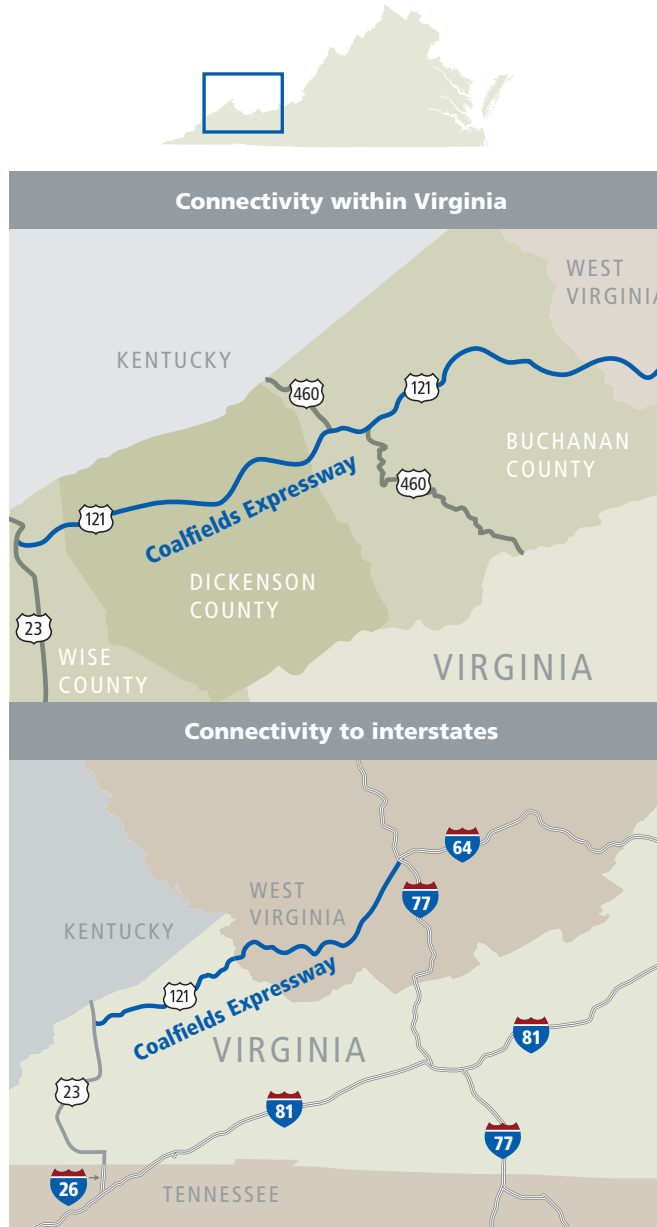 Connectivity within Virginia
WEST
VIRGINIA
KENTUCKY
460
121
BUCHANAN
COUNTY
460
121
Coalfields Expressway
DICKENSON
COUNTY
23
WISE
COUNTY
VIRGINIA
Connectivity to interstates
64
WEST
VIRGINIA
77
KENTUCKY
121
Coalfields Expressway
VIRGINIA
81
23
81
77
26
TENNESSEE